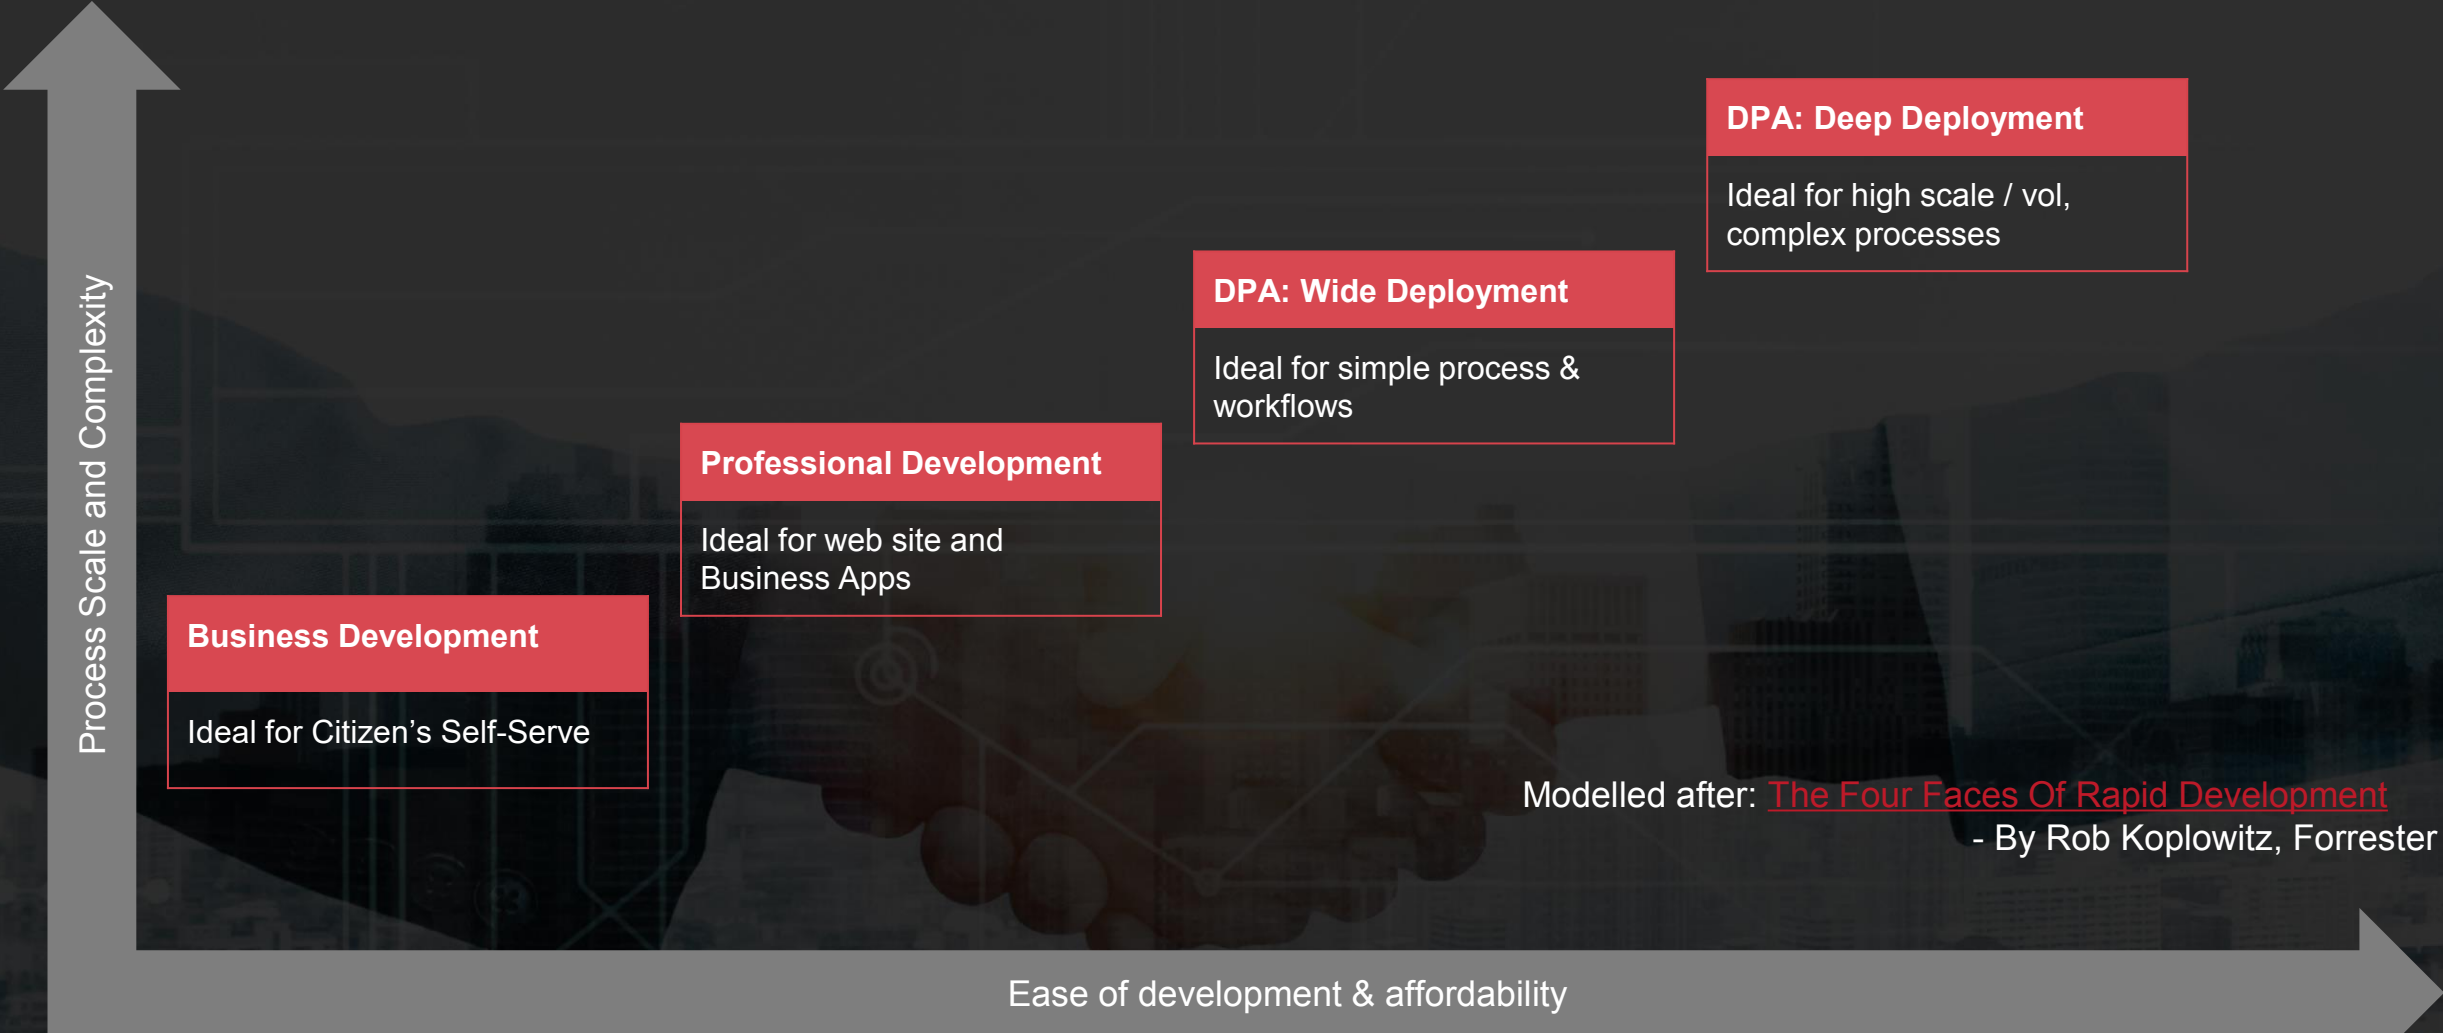 DPA: Deep Deployment
Ideal for high scale / vol,
complex processes
DPA: Wide Deployment
Ideal for simple process &
workflows
Professional Development
Ideal for web site and
Business Apps
Business Development
Ideal for Citizen’s Self-Serve
Process Scale and Complexity
Modelled after: The Four Faces Of Rapid Development
- By Rob Koplowitz, Forrester
Ease of development & affordability